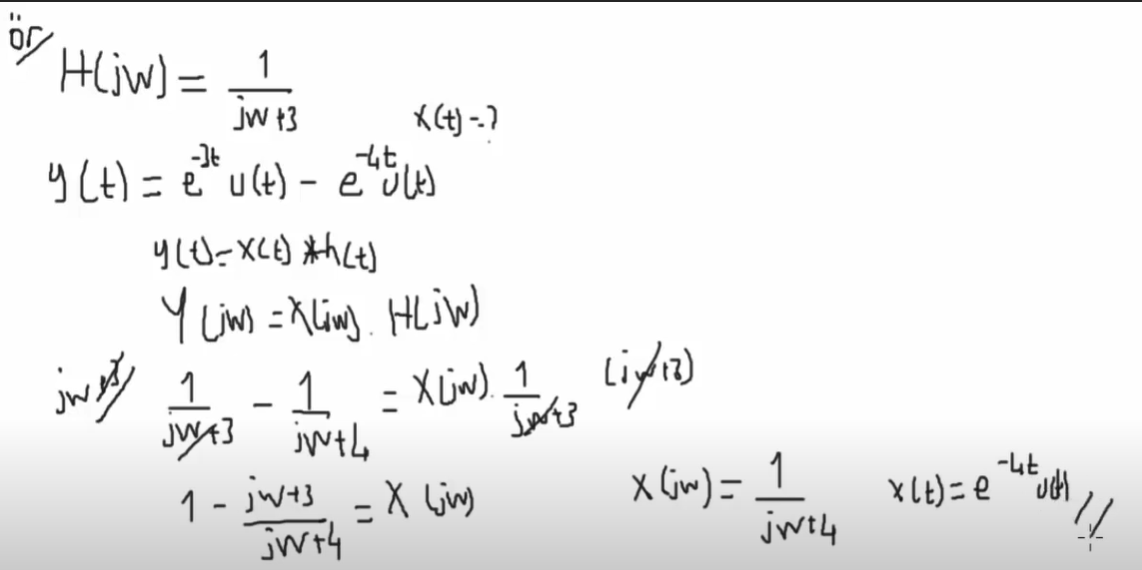 ör/
H(jw) = 1/(jw+3)
x(t) = ?
y(t) = e^{-3t} u(t) - e^{-4t} u(t)
y(t) = x(t) * h(t)
Y(jw) = X(jw) . H(jw)
jw+3 1/(jw+3) - 1/(jw+4) = X(jw) . 1/(jw+3) (jw+3)
1 - (jw+3)/(jw+4) = X(jw) x(jw) = 1/(jw+4) x(t) = e^{-4t} u(t) //